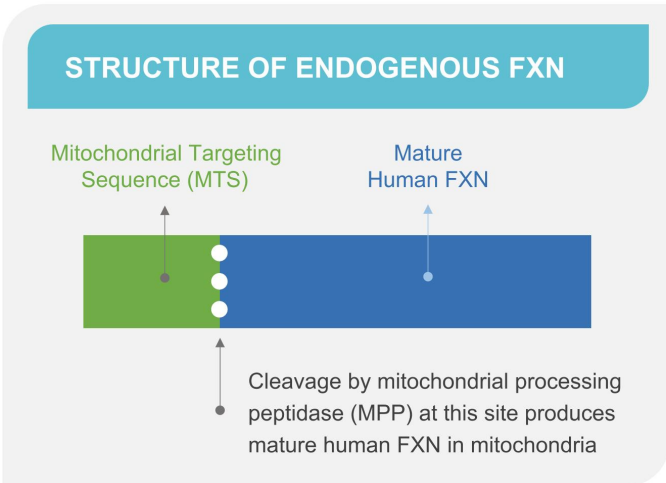 STRUCTURE OF ENDOGENOUS FXN
Mitochondrial Targeting
Sequence (MTS)
Mature
Human FXN
Cleavage by mitochondrial processing
peptidase (MPP) at this site produces
mature human FXN in mitochondria